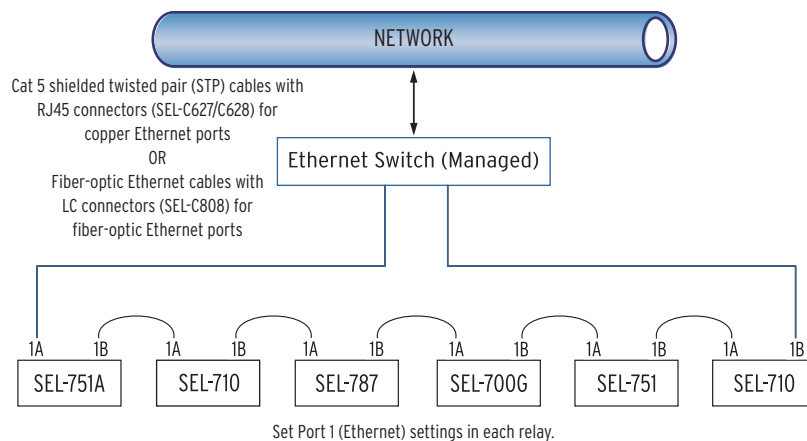 NETWORK
Cat 5 shielded twisted pair (STP) cables with
RJ45 connectors (SEL-C627/C628) for
copper Ethernet ports
OR
Fiber-optic Ethernet cables with
LC connectors (SEL-C808) for
fiber-optic Ethernet ports
Ethernet Switch (Managed)
1A 1B 1A 1B 1A 1B 1A 1B 1A 1B 1A 1B
SEL-751A SEL-710 SEL-787 SEL-700G SEL-751 SEL-710
Set Port 1 (Ethernet) settings in each relay.